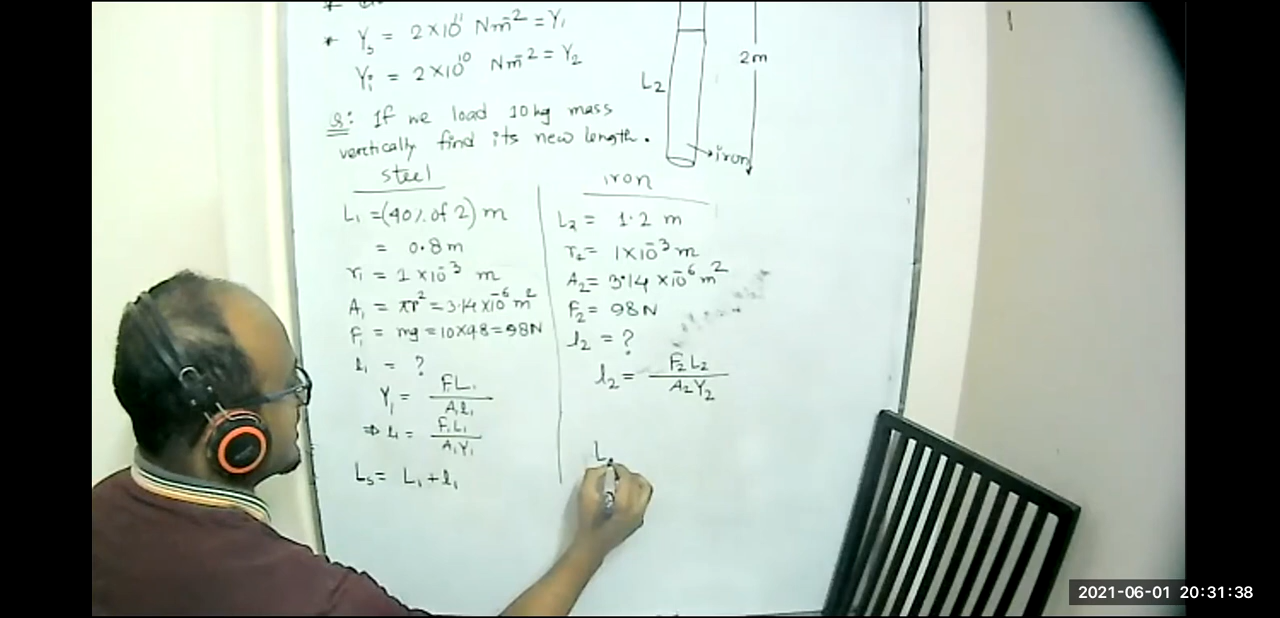 * Yₛ = 2×10¹¹ Nm⁻² = Y₁
Yᵢ = 2×10¹⁰ Nm⁻² = Y₂
Q: If we load 10kg mass
vertically find its new length.
L₂
2m
iron
steel
L₁ = (40% of 2) m
= 0.8m
r₁ = 1×10⁻³ m
A₁ = πr² = 3.14×10⁻⁶ m²
F₁ = mg = 10×9.8 = 98N
l₁ = ?
Y₁ = F₁L₁ / A₁l₁
⇒ l₁ = F₁L₁ / A₁Y₁
Lₛ = L₁ + l₁
iron
L₂ = 1.2 m
r₂ = 1×10⁻³ m
A₂ = 3.14×10⁻⁶ m²
F₂ = 98N
l₂ = ?
l₂ = F₂L₂ / A₂Y₂
L
2021-06-01 20:31:38